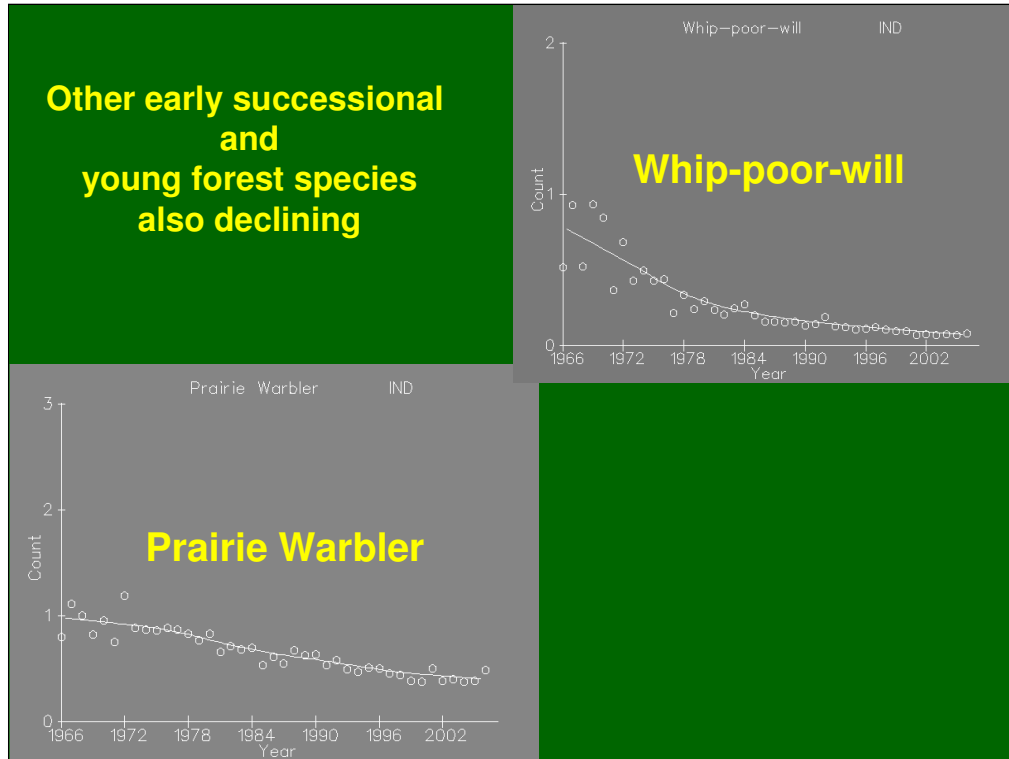 Other early successional
and
young forest species
also declining
Whip-poor-will IND
2
1
0
Count
Whip-poor-will
1966 1972 1978 1984 1990 1996 2002
Year
Prairie Warbler IND
3
2
1
0
Count
Prairie Warbler
1966 1972 1978 1984 1990 1996 2002
Year